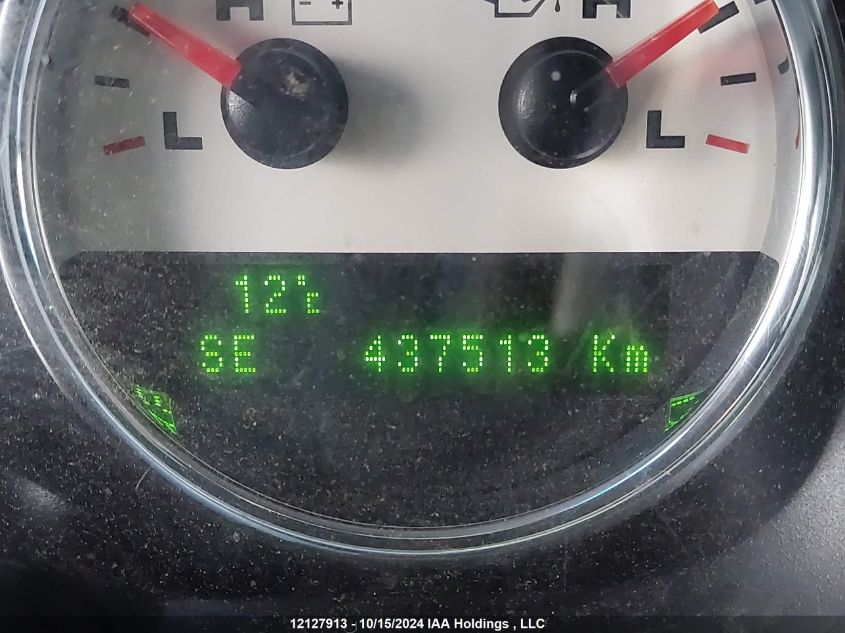 H H
L L
12°C
SE 437513 Km
12127913 - 10/15/2024 IAA Holdings , LLC